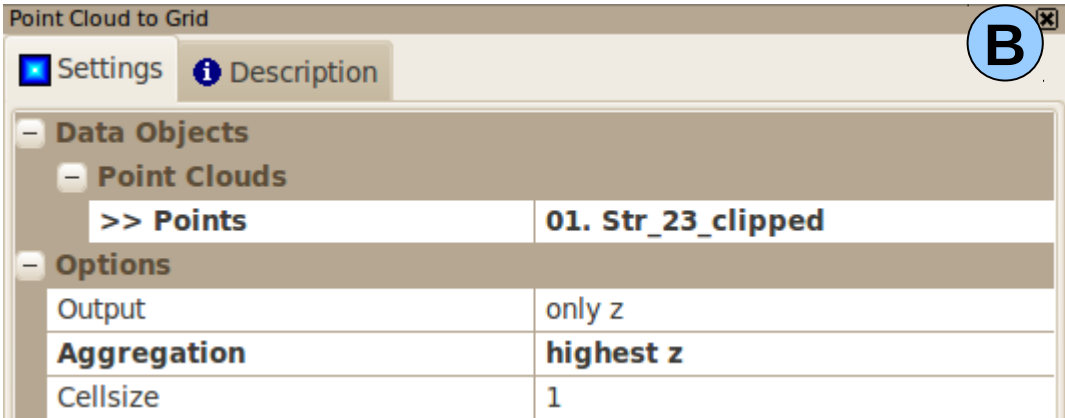 Point Cloud to Grid
B
Settings
Description
Data Objects
Point Clouds
>> Points 01. Str_23_clipped
Options
Output only z
Aggregation highest z
Cellsize 1